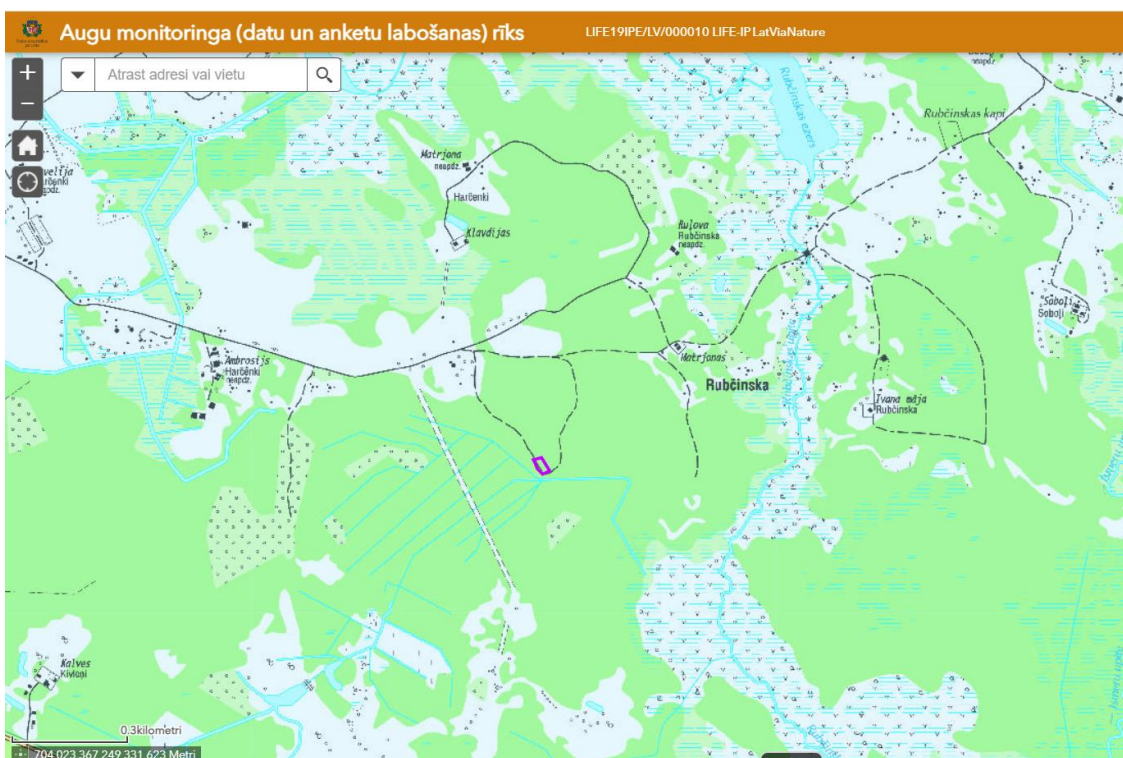 Augu monitoringa (datu un anketu labošanas) rīks
LIFE19IPE/LV/000010 LIFE-IP LatViaNature
Atrast adresi vai vietu
Rubčinskas ezers
Rubčinskas kapi
Matrjona
neapdz.
Harčenki
Klavdijas
Rubčinska
neapdz.
Soboļi
Soboļi
Matrjonas
Rubčinska
Ambrosijs
Harčenki
neapdz.
Ivana māja
Rubčinska
Kalves
Kivloņi
0.3kilometri
704 023,367 249 331,623 Metri